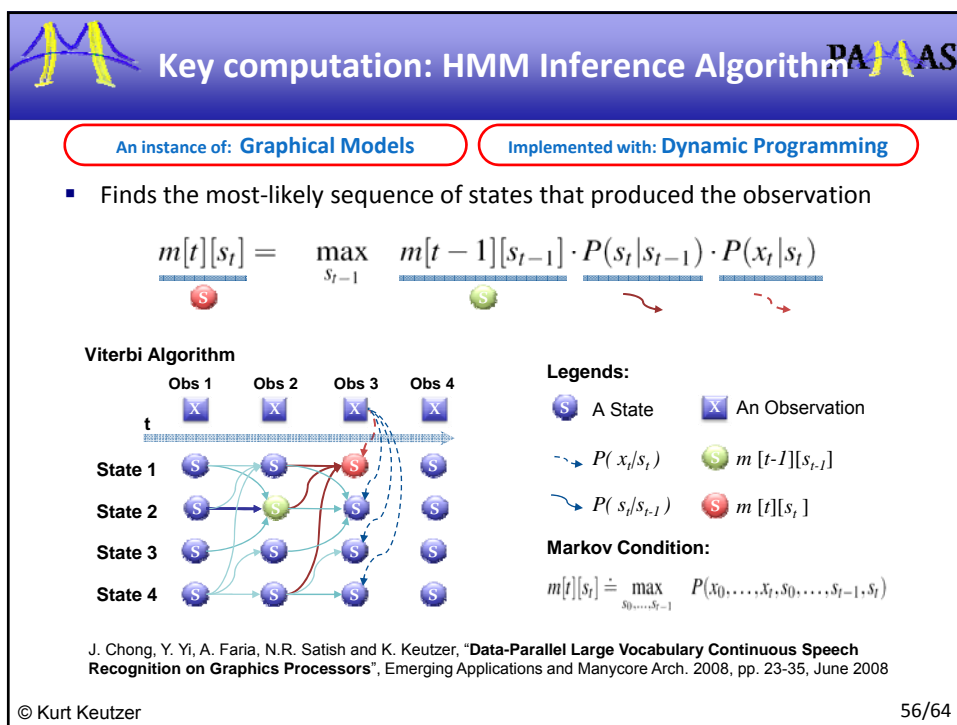 Key computation: HMM Inference Algorithm
PA AS
An instance of: Graphical Models
Implemented with: Dynamic Programming
▪ Finds the most-likely sequence of states that produced the observation
m[t][s_t] = max_{s_{t−1}} m[t−1][s_{t−1}] · P(s_t|s_{t−1}) · P(x_t|s_t)
S S
Viterbi Algorithm
Obs 1 Obs 2 Obs 3 Obs 4
X X X X
t
State 1 S S S S
State 2 S S S S
State 3 S S S S
State 4 S S S S
Legends:
S A State X An Observation
P( x_t/s_t ) S m [t-1][s_{t-1}]
P( s_t/s_{t-1} ) S m [t][s_t ]
Markov Condition:
m[t][s_t] ≐ max_{s_0,...,s_{t−1}} P(x_0,...,x_t,s_0,...,s_{t−1},s_t)
J. Chong, Y. Yi, A. Faria, N.R. Satish and K. Keutzer, “Data-Parallel Large Vocabulary Continuous Speech
Recognition on Graphics Processors”, Emerging Applications and Manycore Arch. 2008, pp. 23-35, June 2008
© Kurt Keutzer
56/64